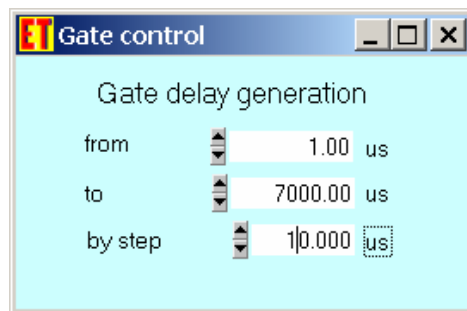 ET Gate control
Gate delay generation
from 1.00 us
to 7000.00 us
by step 10.000 us